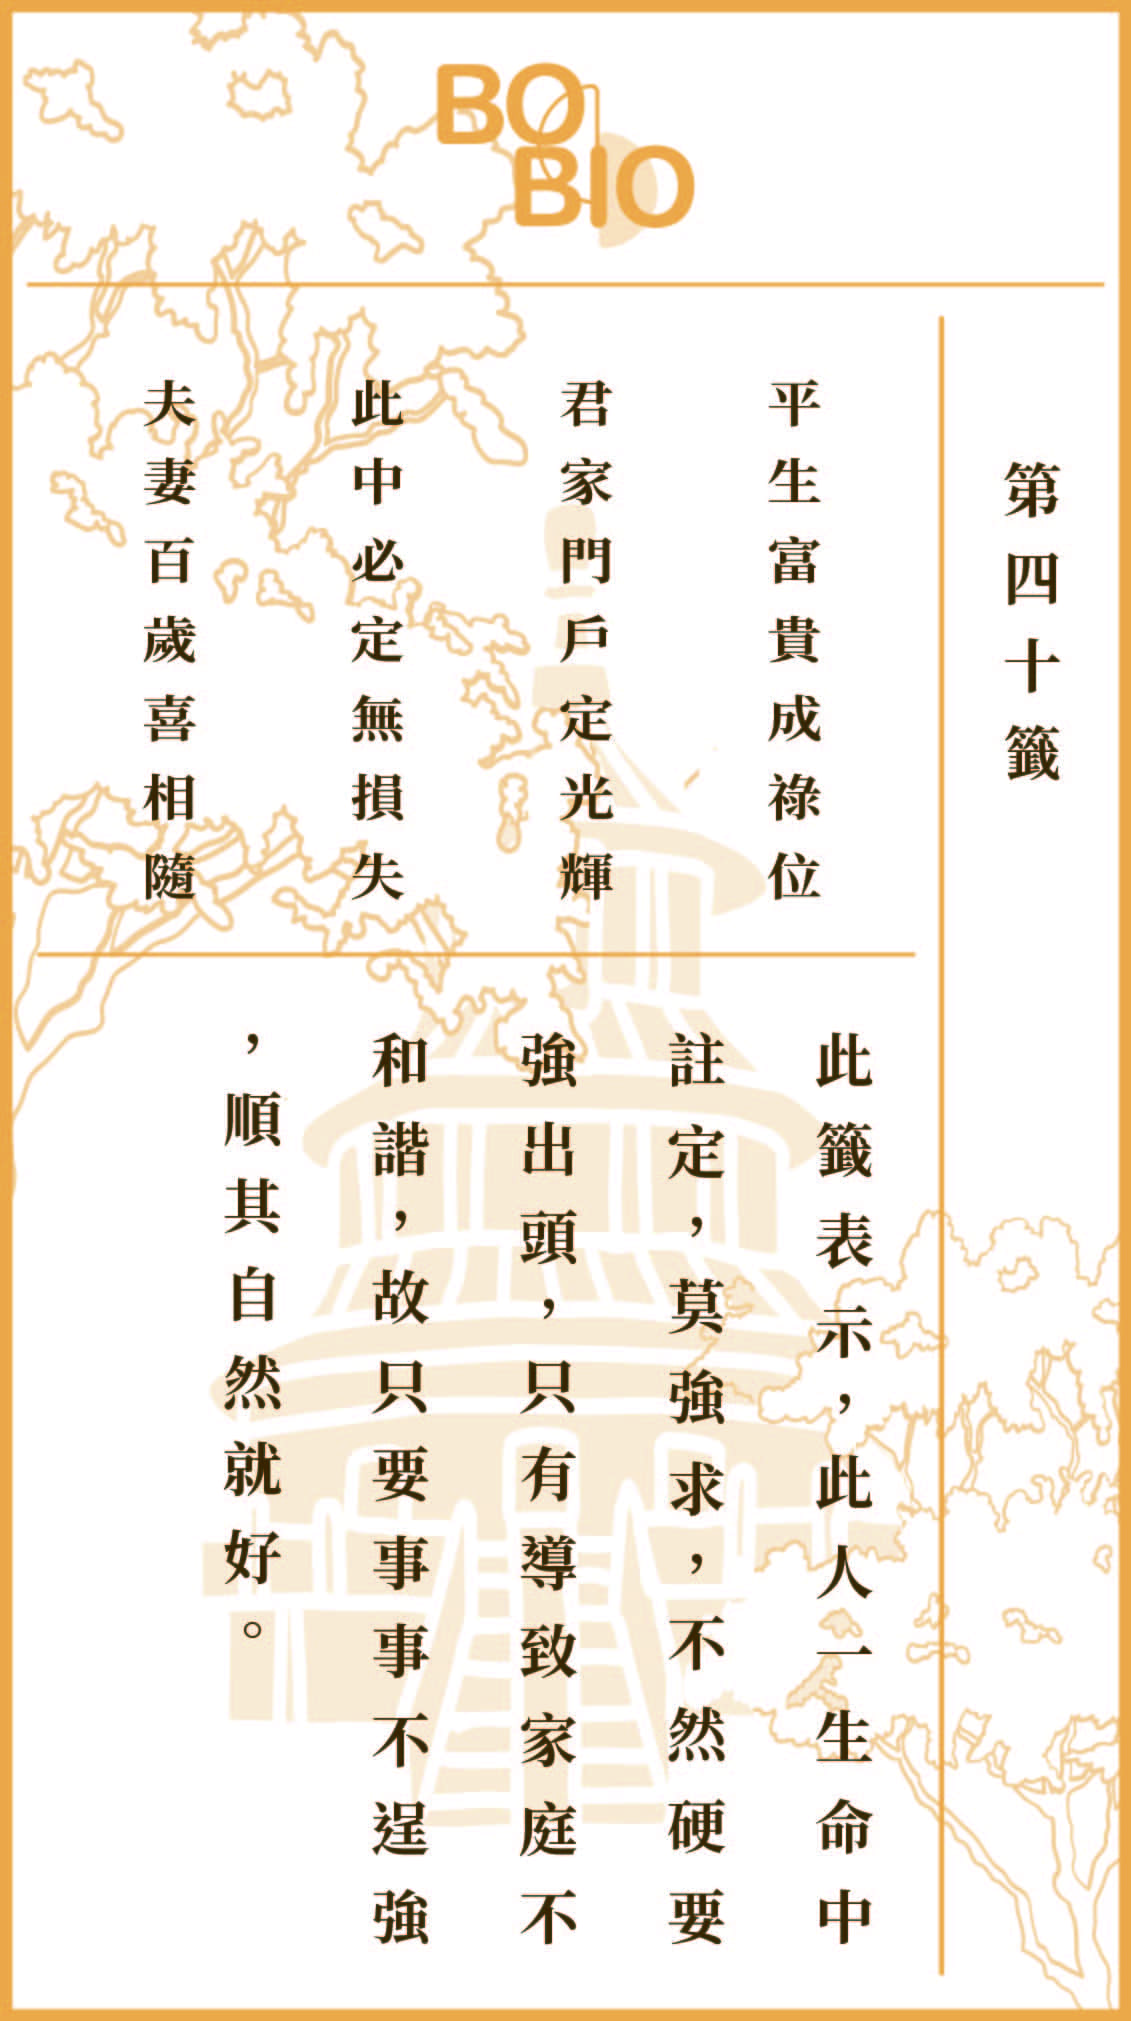 BO
BIO
第四十籤
平生富貴成祿位
君家門戶定光輝
此中必定無損失
夫妻百歲喜相隨
此籤表示，此人一生命中
註定，莫強求，不然硬要
強出頭，只有導致家庭不
和諧，故只要事事不逞強
，順其自然就好。